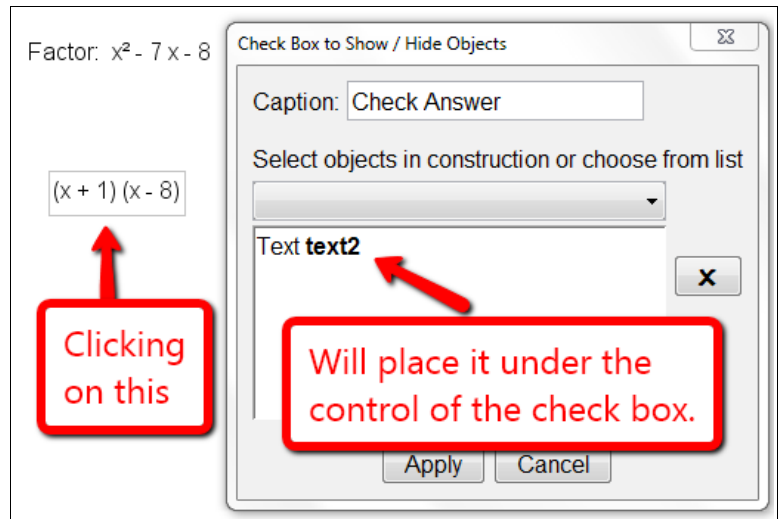 Factor: x² - 7 x - 8
(x + 1) (x - 8)
Clicking
on this
Check Box to Show / Hide Objects
Caption: Check Answer
Select objects in construction or choose from list
Text text2
x
Will place it under the
control of the check box.
Apply Cancel